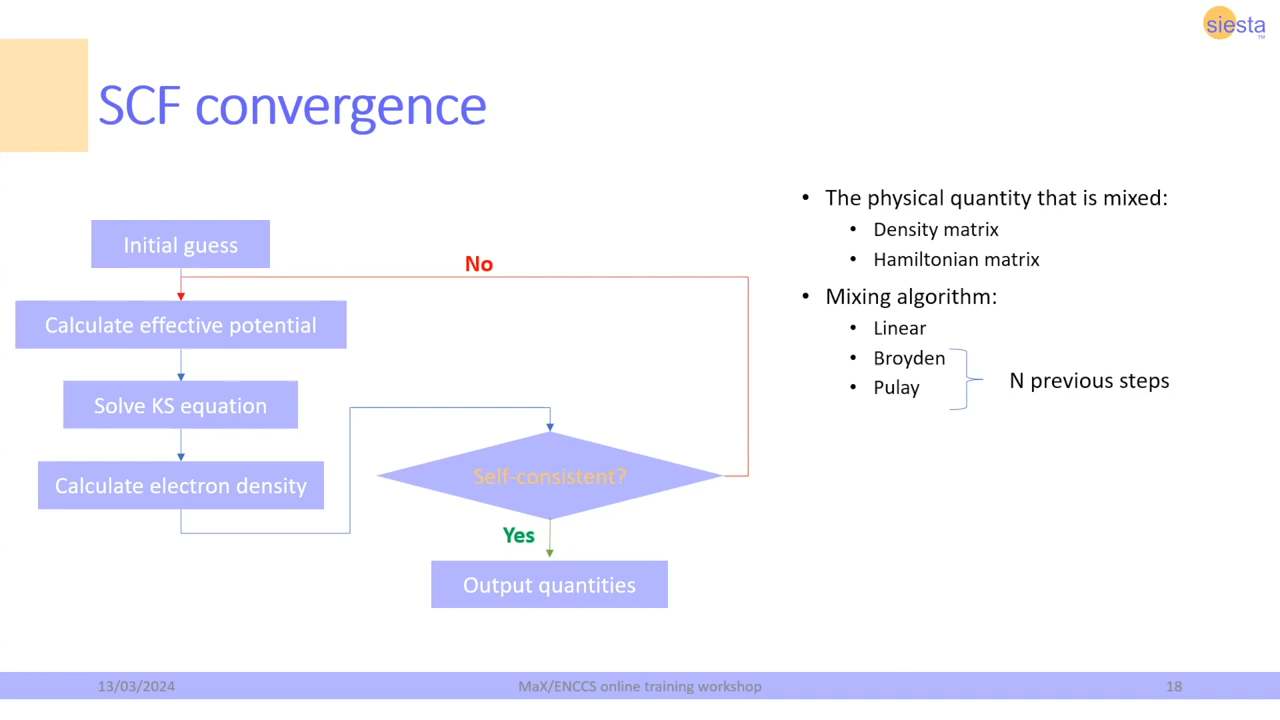 siesta
TM
SCF convergence
Initial guess
No
Calculate effective potential
Solve KS equation
Calculate electron density
Self-consistent?
Yes
Output quantities
• The physical quantity that is mixed:
• Density matrix
• Hamiltonian matrix
• Mixing algorithm:
• Linear
• Broyden
• Pulay
N previous steps
13/03/2024
MaX/ENCCS online training workshop
18